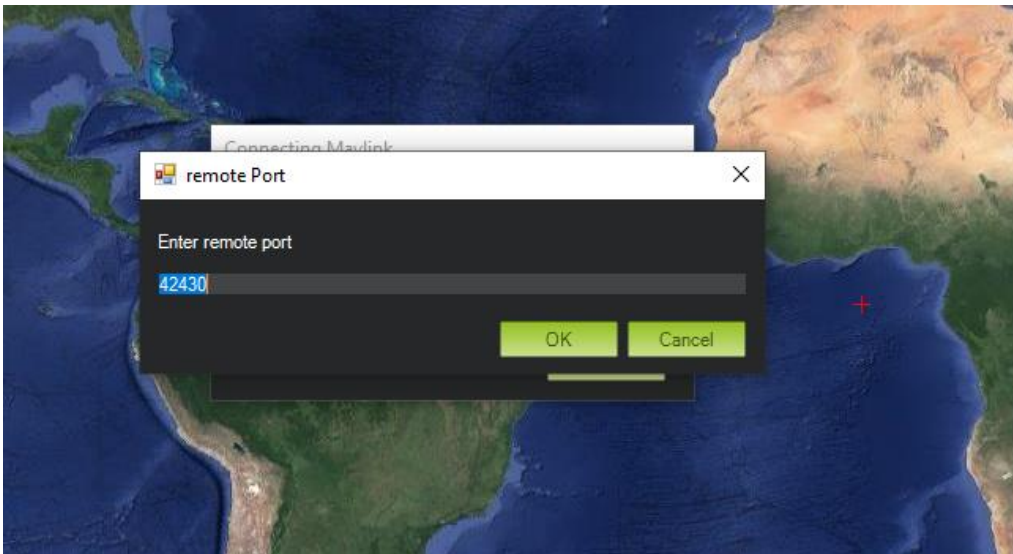 Connecting Mavlink
remote Port
Enter remote port
42430
OK
Cancel